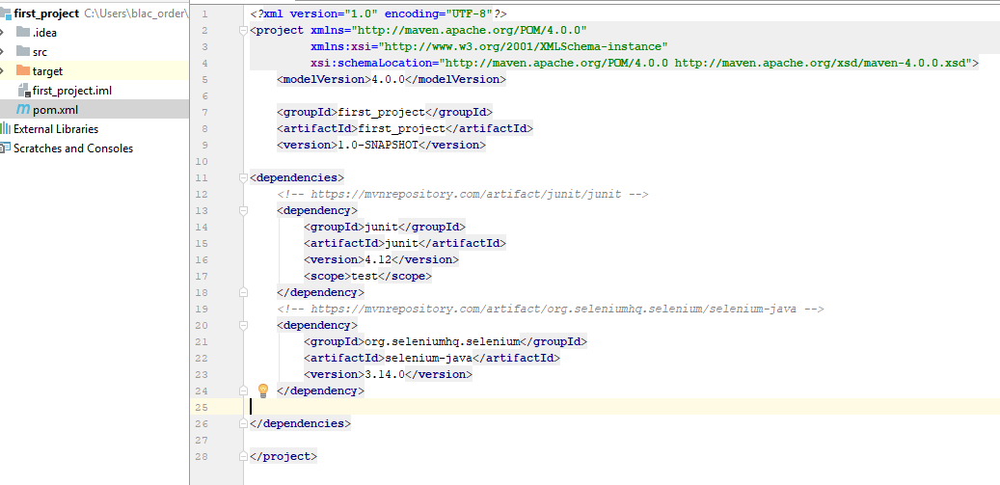 first_project C:\Users\blac_order\
.idea
src
target
first_project.iml
pom.xml
External Libraries
Scratches and Consoles
1 <?xml version="1.0" encoding="UTF-8"?>
2 <project xmlns="http://maven.apache.org/POM/4.0.0"
3 xmlns:xsi="http://www.w3.org/2001/XMLSchema-instance"
4 xsi:schemaLocation="http://maven.apache.org/POM/4.0.0 http://maven.apache.org/xsd/maven-4.0.0.xsd">
5 <modelVersion>4.0.0</modelVersion>
6
7 <groupId>first_project</groupId>
8 <artifactId>first_project</artifactId>
9 <version>1.0-SNAPSHOT</version>
10
11 <dependencies>
12 <!-- https://mvnrepository.com/artifact/junit/junit -->
13 <dependency>
14 <groupId>junit</groupId>
15 <artifactId>junit</artifactId>
16 <version>4.12</version>
17 <scope>test</scope>
18 </dependency>
19 <!-- https://mvnrepository.com/artifact/org.seleniumhq.selenium/selenium-java -->
20 <dependency>
21 <groupId>org.seleniumhq.selenium</groupId>
22 <artifactId>selenium-java</artifactId>
23 <version>3.14.0</version>
24 </dependency>
25
26 </dependencies>
27
28 </project>